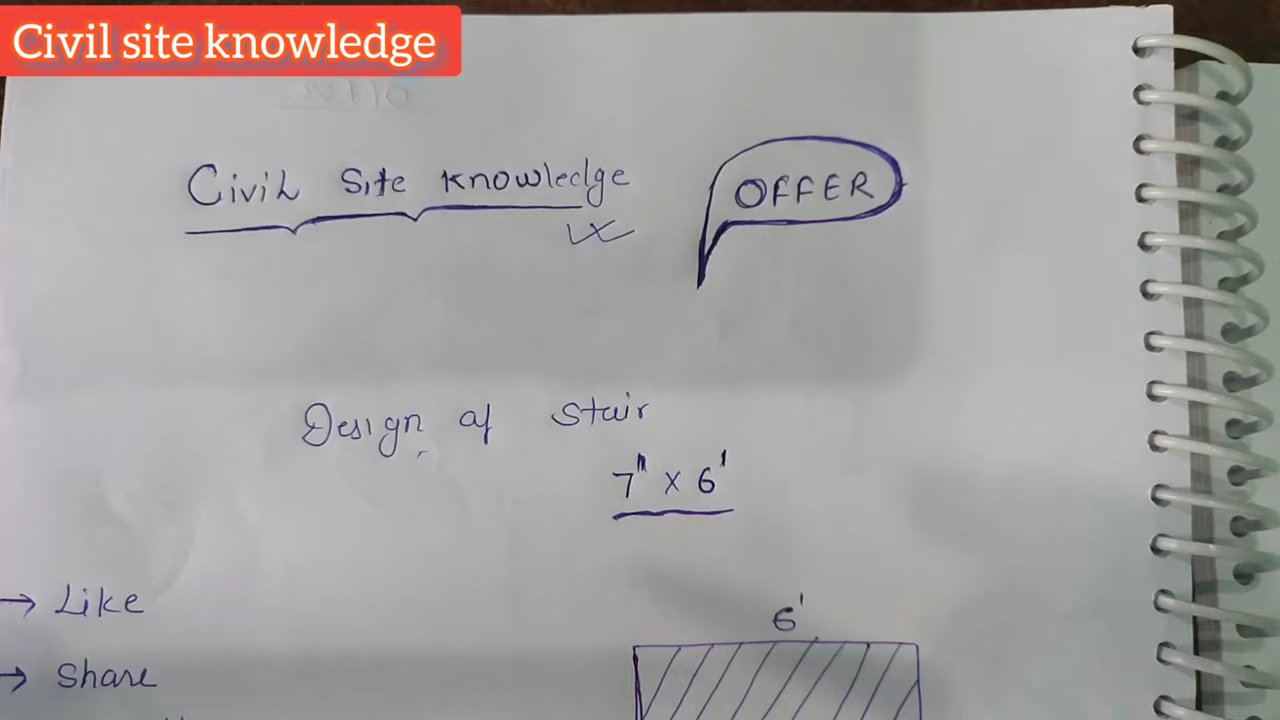 Civil site knowledge
Civil Site Knowledge
OFFER
Design of Stair
7" x 6'
→ Like
→ Share
6'